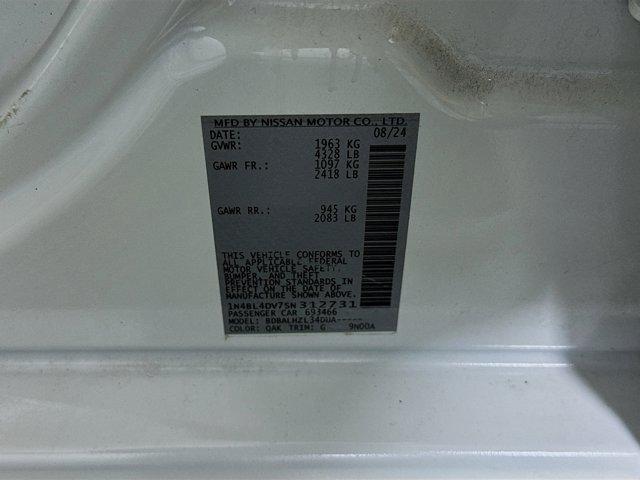 MFD BY NISSAN MOTOR CO., LTD.
DATE: 08/24
GVWR: 1963 KG
4328 LB
GAWR FR.: 1097 KG
2418 LB
GAWR RR.: 945 KG
2083 LB
THIS VEHICLE CONFORMS TO
ALL APPLICABLE FEDERAL
MOTOR VEHICLE SAFETY,
BUMPER, AND THEFT
PREVENTION STANDARDS IN
EFFECT ON THE DATE OF
MANUFACTURE SHOWN ABOVE.
1N4BL4DV7SN312731
PASSENGER CAR 693466
MODEL: BDBALHZL34DUA-----
COLOR: QAK TRIM: G 9N00A